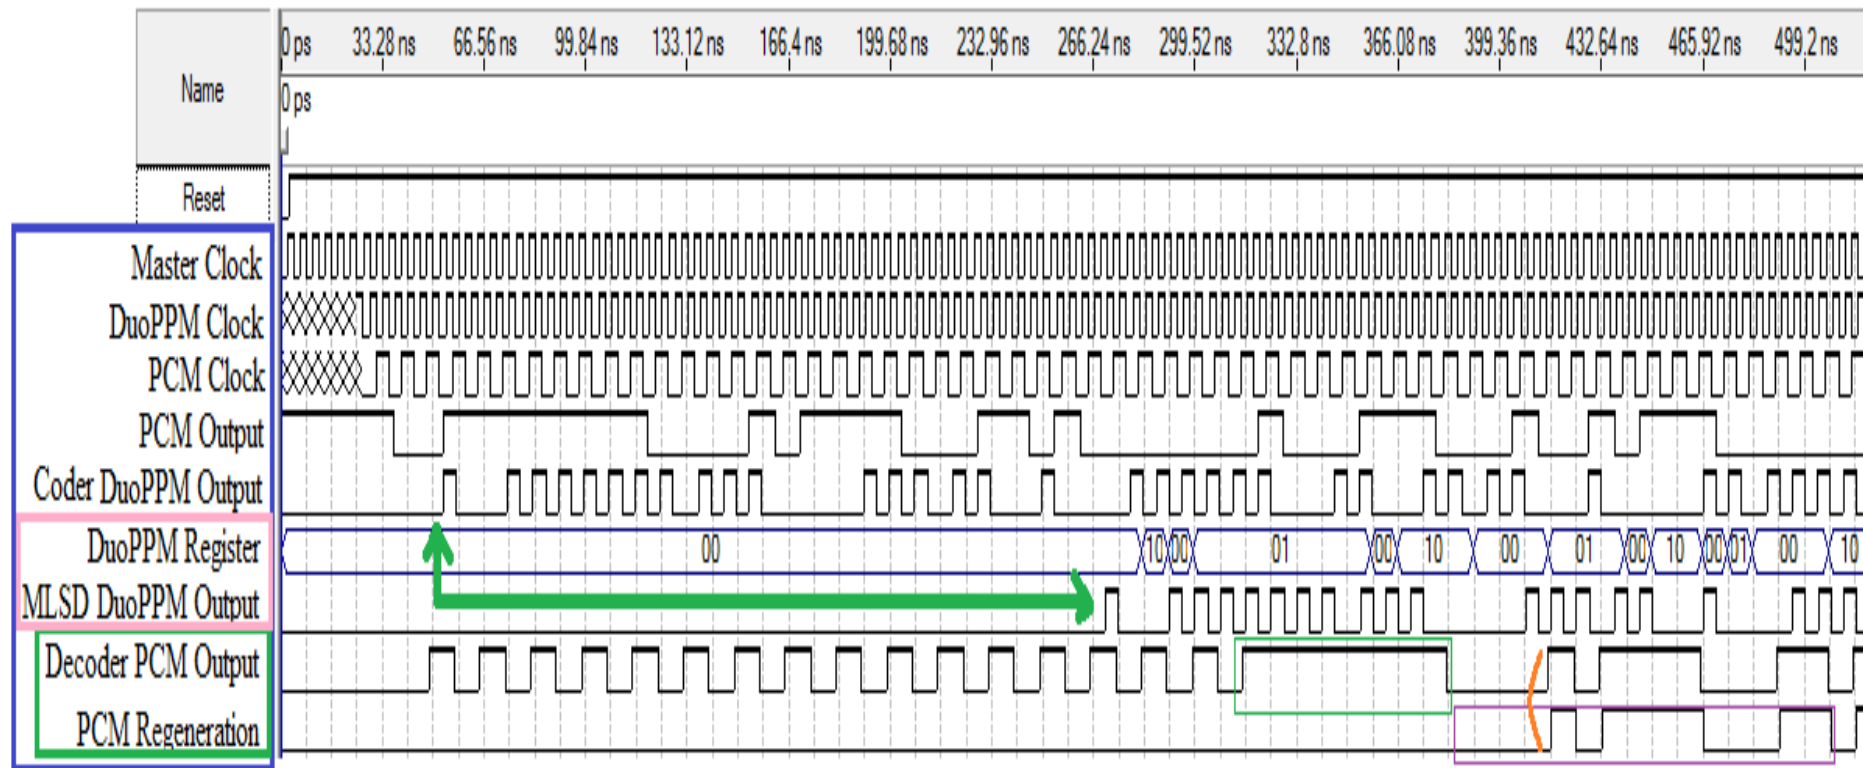 Name
0 ps 33.28 ns 66.56 ns 99.84 ns 133.12 ns 166.4 ns 199.68 ns 232.96 ns 266.24 ns 299.52 ns 332.8 ns 366.08 ns 399.36 ns 432.64 ns 465.92 ns 499.2 ns
0 ps
Reset
Master Clock
DuoPPM Clock
PCM Clock
PCM Output
Coder DuoPPM Output
DuoPPM Register 00 10 00 01 00 10 00 01 00 10 00 01 00 10
MLSD DuoPPM Output
Decoder PCM Output
PCM Regeneration